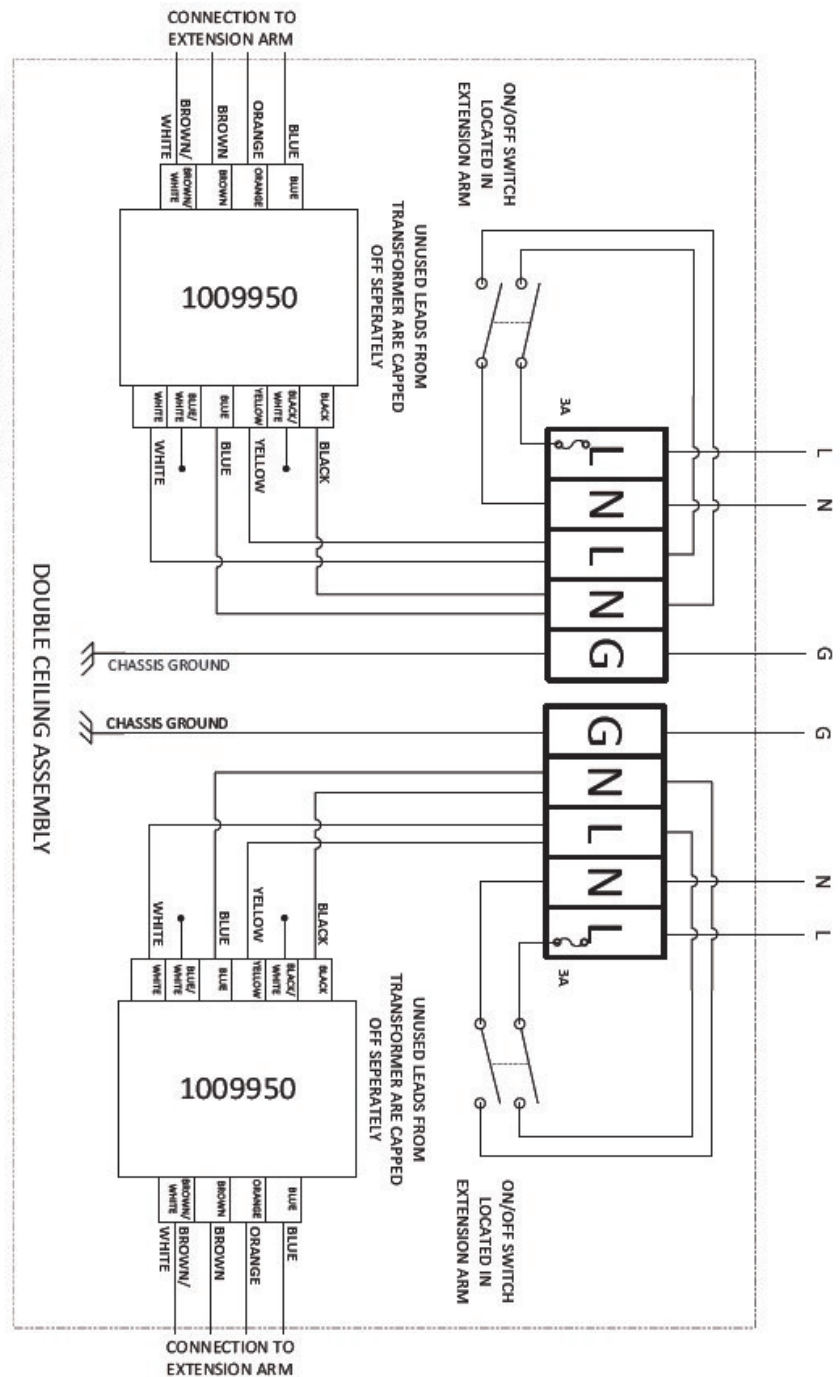 CONNECTION TO
EXTENSION ARM
BROWN/
WHITE
BROWN
ORANGE
BLUE
BROWN/
WHITE
BROWN
ORANGE
BLUE
ON/OFF SWITCH
LOCATED IN
EXTENSION ARM
UNUSED LEADS FROM
TRANSFORMER ARE CAPPED
OFF SEPERATELY
1009950
WHITE
BLUE/
WHITE
BLUE
YELLOW
BLACK/
WHITE
BLACK
WHITE
BLUE
YELLOW
BLACK
3A
L
N
L
N
G
L
N
G
CHASSIS GROUND
DOUBLE CEILING ASSEMBLY
CHASSIS GROUND
G
N
L
N
L
G
N
L
3A
WHITE
BLUE
YELLOW
BLACK
WHITE
BLUE/
WHITE
BLUE
YELLOW
BLACK/
WHITE
BLACK
UNUSED LEADS FROM
TRANSFORMER ARE CAPPED
OFF SEPERATELY
1009950
ON/OFF SWITCH
LOCATED IN
EXTENSION ARM
BROWN/
WHITE
BROWN
ORANGE
BLUE
BROWN/
WHITE
BROWN
ORANGE
BLUE
CONNECTION TO
EXTENSION ARM